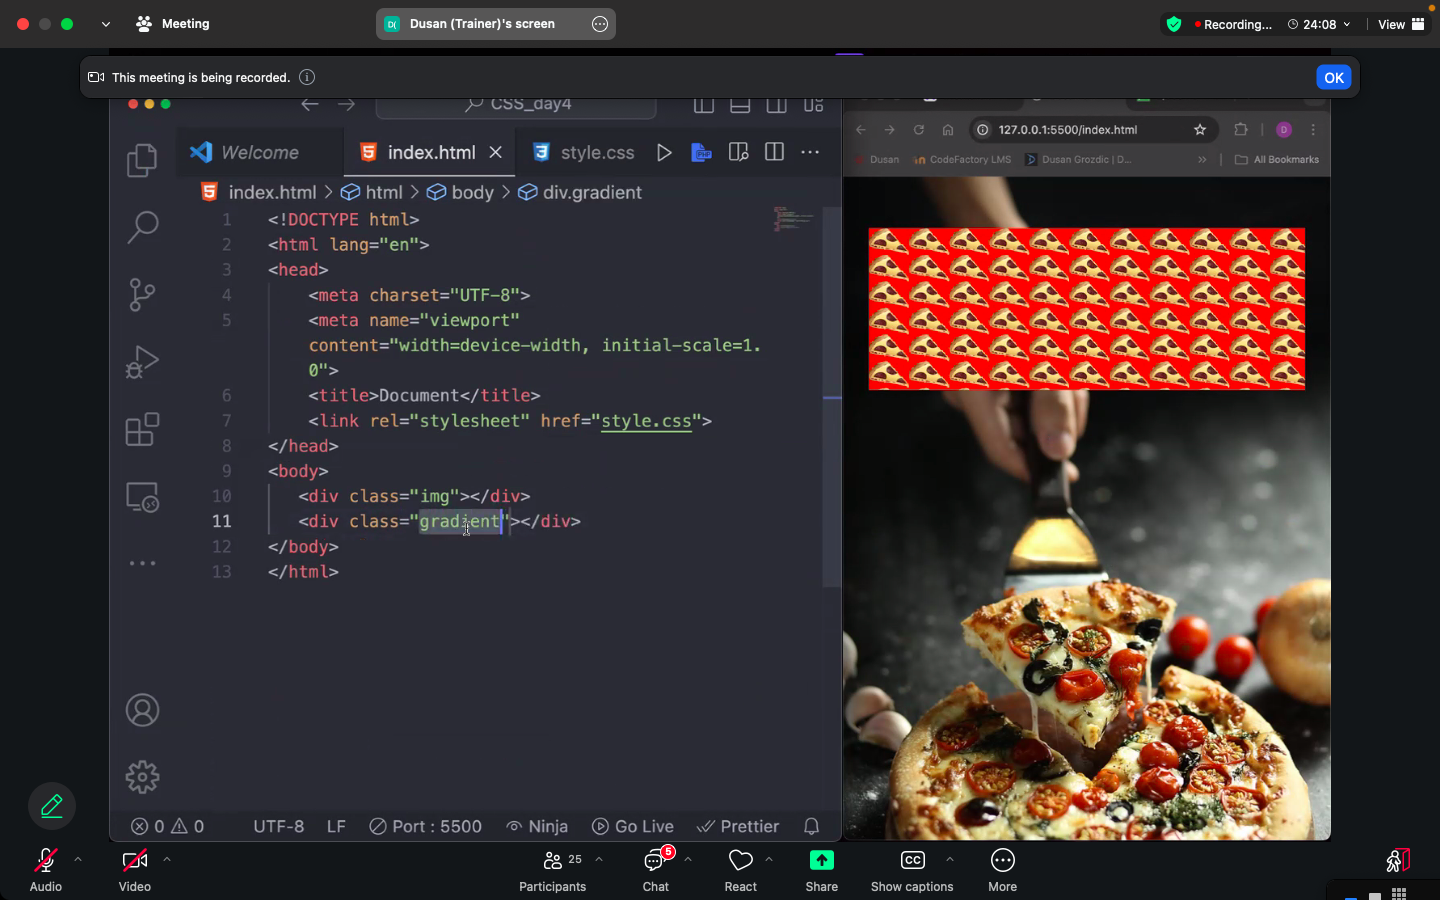 Meeting
D( Dusan (Trainer)'s screen
Recording...
24:08
View
This meeting is being recorded.
OK
CSS_day4
Welcome
index.html
style.css
index.html > html > body > div.gradient
1 <!DOCTYPE html>
2 <html lang="en">
3 <head>
4 <meta charset="UTF-8">
5 <meta name="viewport"
content="width=device-width, initial-scale=1.
0">
6 <title>Document</title>
7 <link rel="stylesheet" href="style.css">
8 </head>
9 <body>
10 <div class="img"></div>
11 <div class="gradient"></div>
12 </body>
13 </html>
0 0 UTF-8 LF Port : 5500 Ninja Go Live Prettier
127.0.0.1:5500/index.html
D
Dusan
CodeFactory LMS
Dusan Grozdic | D...
»
All Bookmarks
Audio
Video
25
Participants
5
Chat
React
Share
CC
Show captions
More